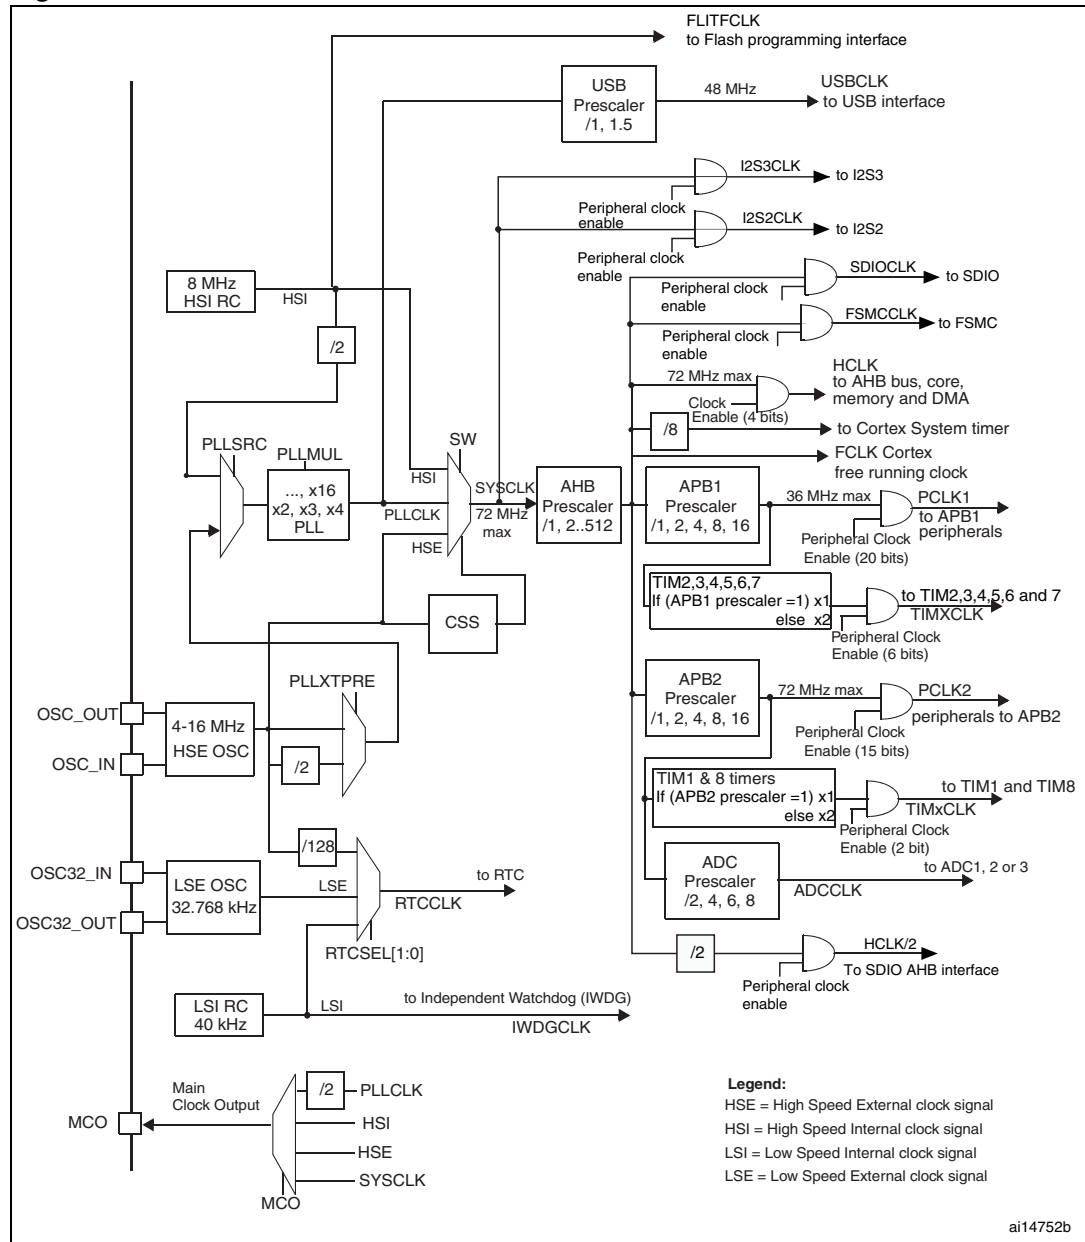 FLITFCLK
to Flash programming interface
USB
Prescaler
/1, 1.5
48 MHz
USBCLK
to USB interface
I2S3CLK
to I2S3
Peripheral clock
enable
I2S2CLK
to I2S2
Peripheral clock
enable
8 MHz
HSI RC
HSI
SDIOCLK
to SDIO
Peripheral clock
enable
FSMCCLK
to FSMC
Peripheral clock
enable
/2
HCLK
to AHB bus, core,
memory and DMA
72 MHz max
Clock
Enable (4 bits)
/8
to Cortex System timer
FCLK Cortex
free running clock
PLLSRC
PLLMUL
..., x16
x2, x3, x4
PLL
SW
HSI
PLLCLK
HSE
SYSCLK
72 MHz
max
AHB
Prescaler
/1, 2..512
APB1
Prescaler
/1, 2, 4, 8, 16
36 MHz max
PCLK1
to APB1
peripherals
Peripheral Clock
Enable (20 bits)
TIM2,3,4,5,6,7
If (APB1 prescaler =1) x1
else x2
to TIM2,3,4,5,6 and 7
TIMXCLK
Peripheral Clock
Enable (6 bits)
CSS
PLLXTPRE
OSC_OUT
OSC_IN
4-16 MHz
HSE OSC
/2
APB2
Prescaler
/1, 2, 4, 8, 16
72 MHz max
PCLK2
peripherals to APB2
Peripheral Clock
Enable (15 bits)
TIM1 & 8 timers
If (APB2 prescaler =1) x1
else x2
to TIM1 and TIM8
TIMxCLK
Peripheral Clock
Enable (2 bit)
/128
OSC32_IN
OSC32_OUT
LSE OSC
32.768 kHz
LSE
to RTC
RTCCLK
RTCSEL[1:0]
ADC
Prescaler
/2, 4, 6, 8
to ADC1, 2 or 3
ADCCLK
/2
HCLK/2
To SDIO AHB interface
Peripheral clock
enable
LSI RC
40 kHz
LSI
to Independent Watchdog (IWDG)
IWDGCLK
MCO
Main
Clock Output
/2
PLLCLK
HSI
HSE
SYSCLK
MCO
Legend:
HSE = High Speed External clock signal
HSI = High Speed Internal clock signal
LSI = Low Speed Internal clock signal
LSE = Low Speed External clock signal
ai14752b